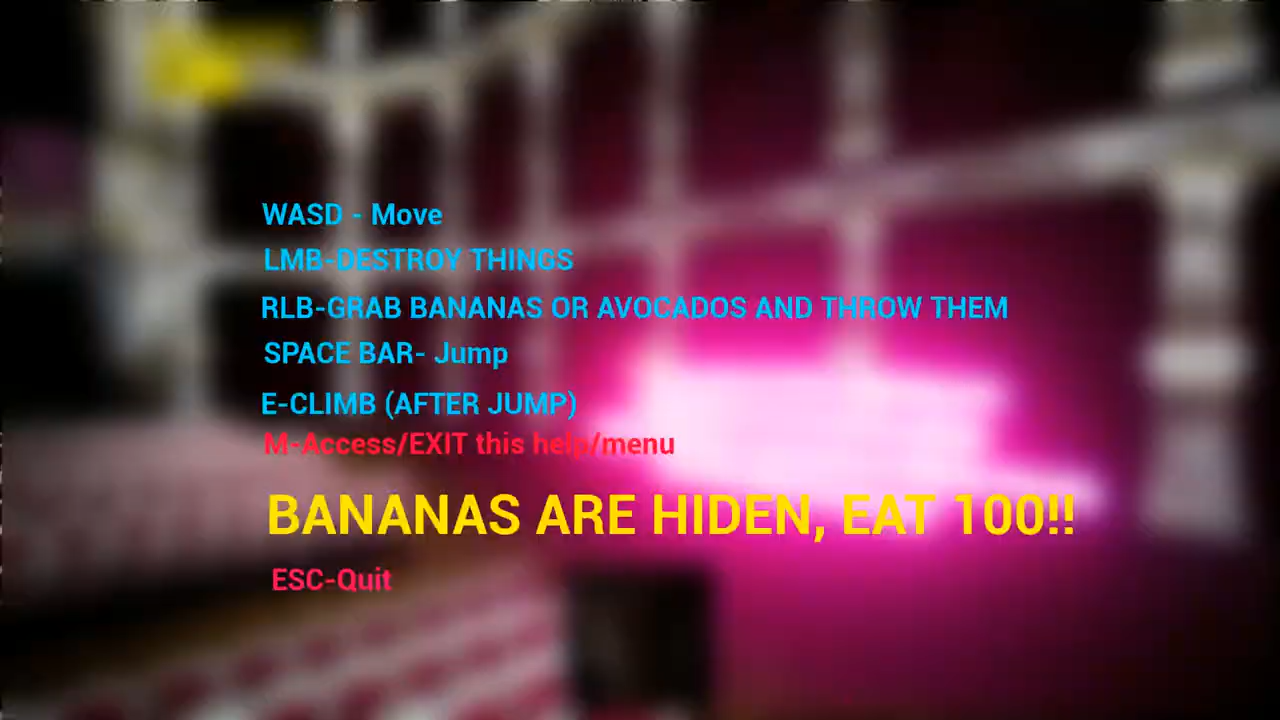 WASD - Move
LMB-DESTROY THINGS
RLB-GRAB BANANAS OR AVOCADOS AND THROW THEM
SPACE BAR- Jump
E-CLIMB (AFTER JUMP)
M-Access/EXIT this help/menu
BANANAS ARE HIDEN, EAT 100!!
ESC-Quit